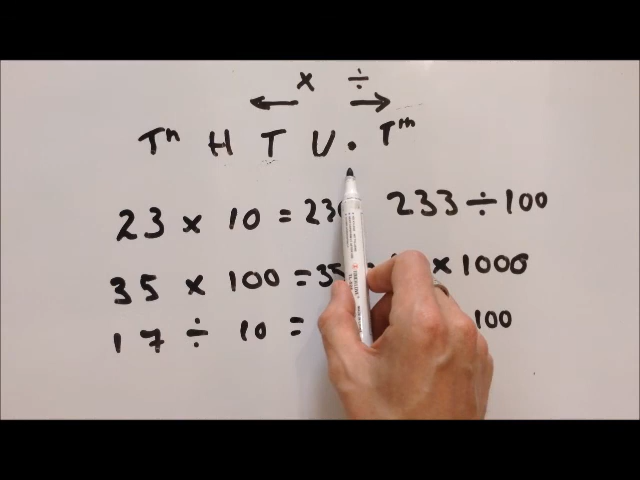 × ÷
Tʰ H T U . Tᵗʰ
23 × 10 = 23 233 ÷ 100
35 × 100 = 35 × 1000
17 ÷ 10 = 100